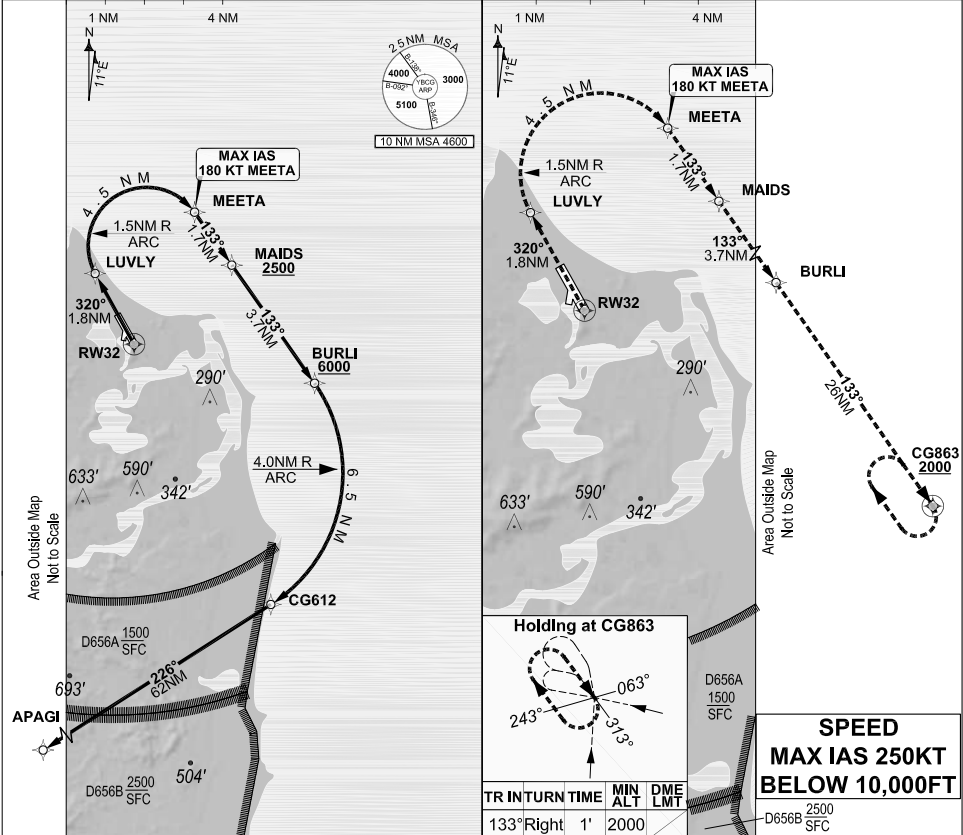 1 NM
4 NM
N
11°E
25NM MSA
B-138°
4000
3000
YBCG
ARP
B-092°
5100
B-346°
10 NM MSA 4600
MAX IAS
180 KT MEETA
4.5 NM
MEETA
133°
1.7NM
1.5NM R
ARC
MAIDS
2500
LUVLY
320°
1.8NM
133°
3.7NM
RW32
BURLI
6000
290'
4.0NM R
ARC
6.5NM
633'
590'
342'
Area Outside Map
Not to Scale
CG612
D656A 1500
SFC
226°
62NM
693'
APAGI
D656B 2500
SFC
504'
1 NM
4 NM
N
11°E
MAX IAS
180 KT MEETA
4.5 NM
MEETA
133°
1.7NM
1.5NM R
ARC
MAIDS
LUVLY
320°
1.8NM
133°
3.7NM
BURLI
RW32
290'
133°
26NM
CG863
2000
633'
590'
342'
Area Outside Map
Not to Scale
Holding at CG863
063°
243°
313°
TR IN TURN TIME MIN ALT DME LMT
133° Right 1' 2000
D656A
1500
SFC
SPEED
MAX IAS 250KT
BELOW 10,000FT
D656B 2500
SFC